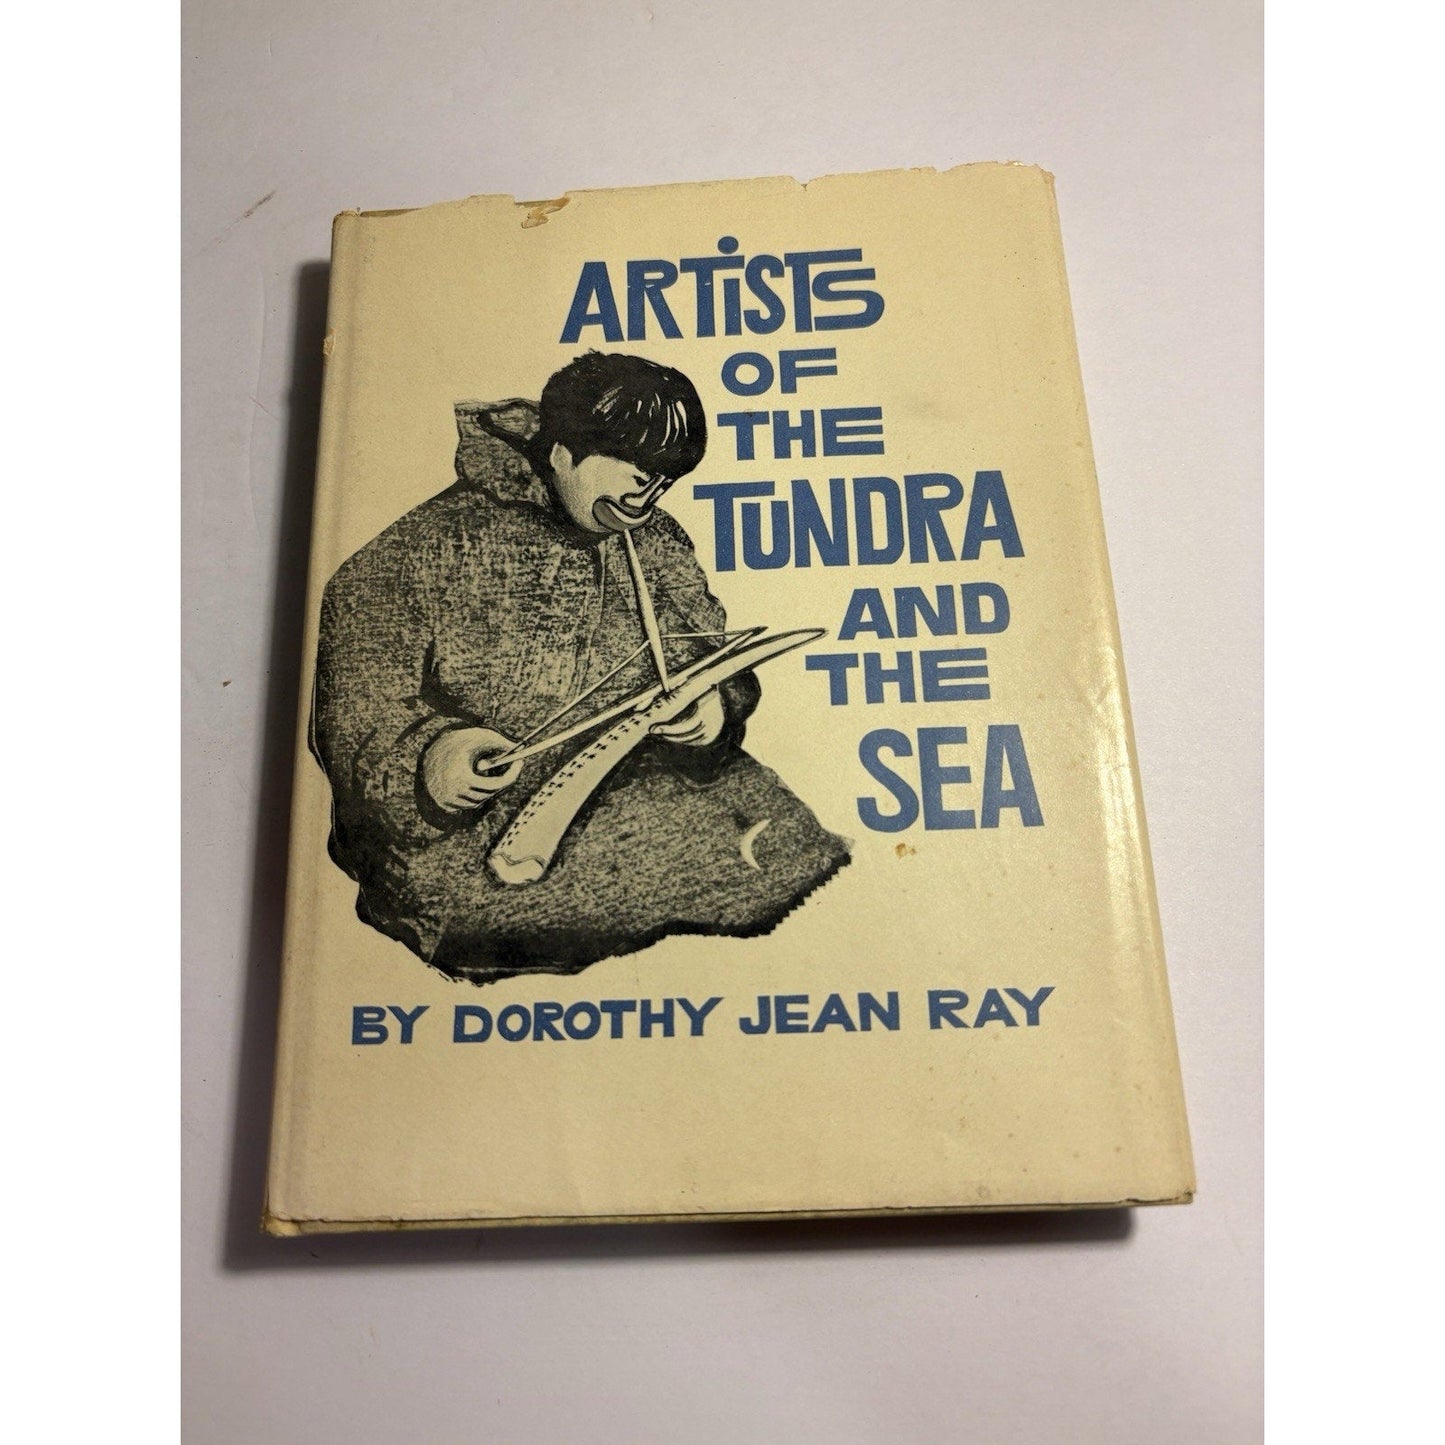 ARTiSTS
OF
THE
TUNDRA
AND
THE
SEA
BY DOROTHY JEAN RAY